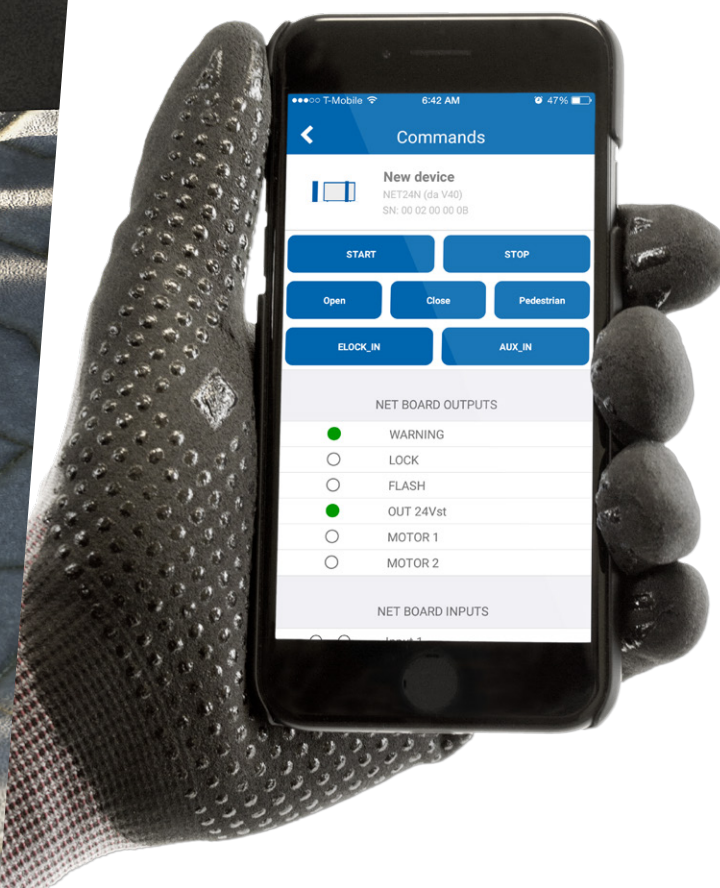 T-Mobile 6:42 AM 47%
Commands
New device
NET24N (da V40)
SN: 00 02 00 00 0B
START STOP
Open Close Pedestrian
ELOCK_IN AUX_IN
NET BOARD OUTPUTS
WARNING
LOCK
FLASH
OUT 24Vst
MOTOR 1
MOTOR 2
NET BOARD INPUTS